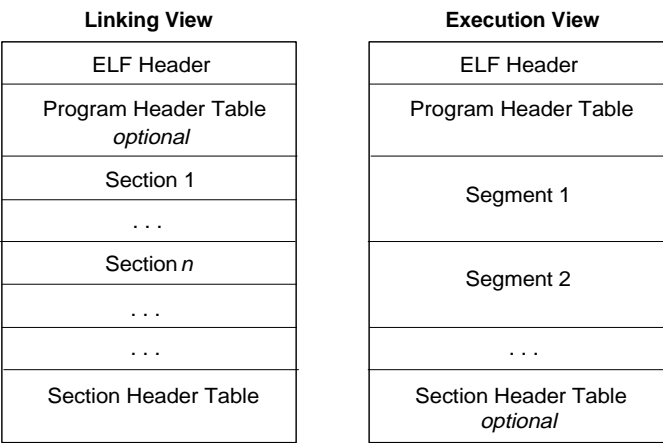 Linking View
ELF Header
Program Header Table
optional
Section 1
. . .
Section n
. . .
. . .
Section Header Table
Execution View
ELF Header
Program Header Table
Segment 1
Segment 2
. . .
Section Header Table
optional